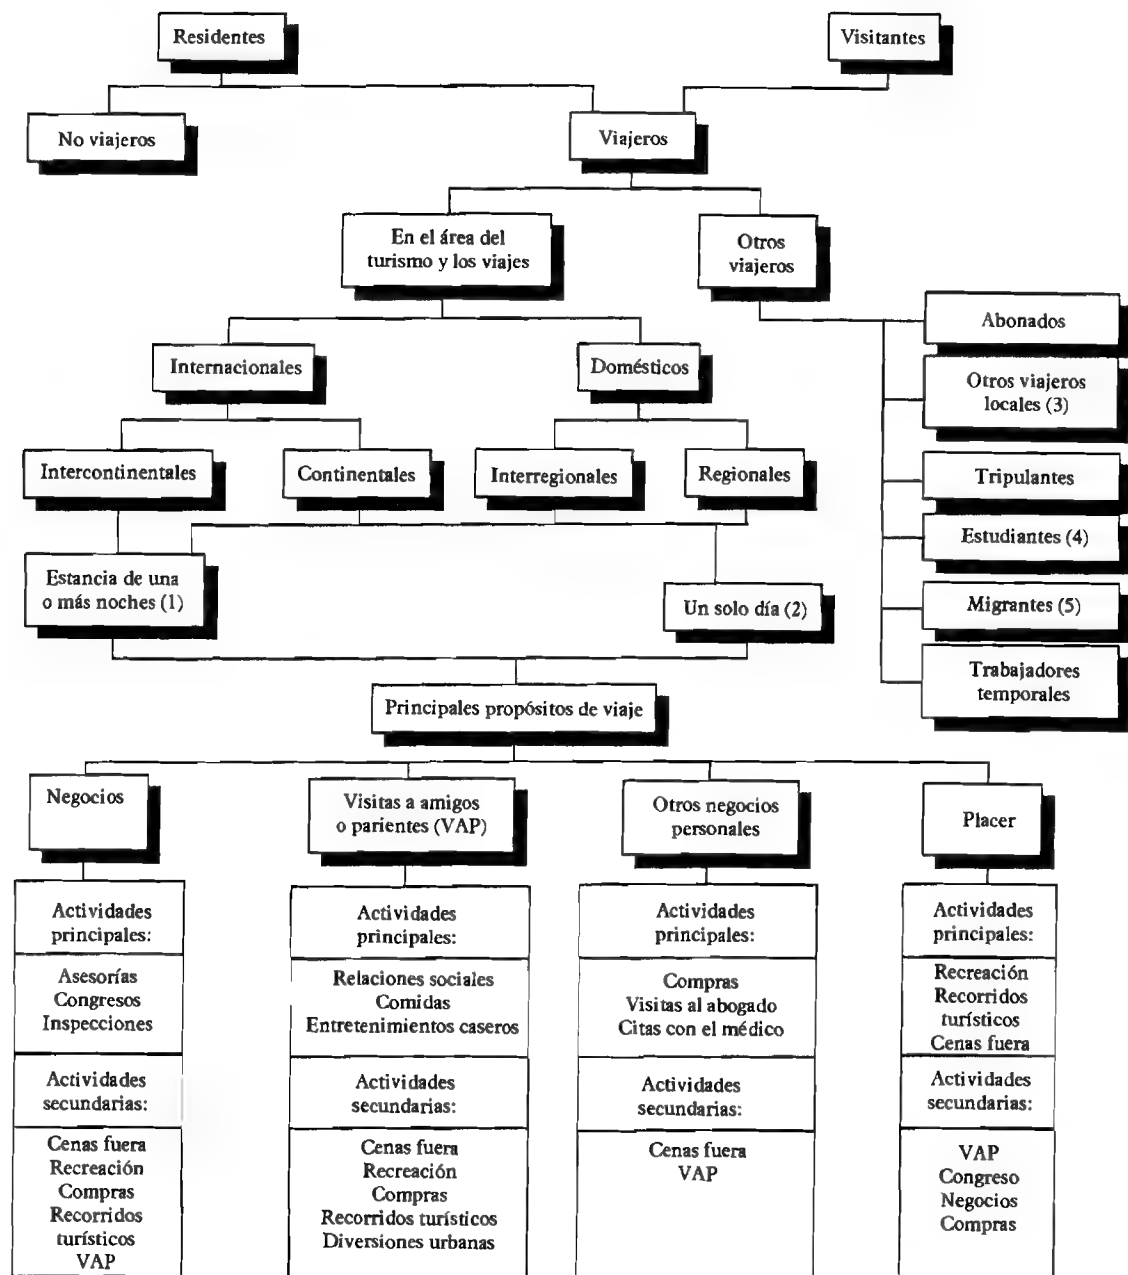 Residentes
Visitantes
No viajeros
Viajeros
En el área del
turismo y los viajes
Otros
viajeros
Abonados
Otros viajeros
locales (3)
Tripulantes
Estudiantes (4)
Migrantes (5)
Trabajadores
temporales
Internacionales
Domésticos
Intercontinentales
Continentales
Interregionales
Regionales
Estancia de una
o más noches (1)
Un solo día (2)
Principales propósitos de viaje
Negocios
Visitas a amigos
o parientes (VAP)
Otros negocios
personales
Placer
Actividades
principales:
Asesorías
Congresos
Inspecciones
Actividades
secundarias:
Cenas fuera
Recreación
Compras
Recorridos
turísticos
VAP
Actividades
principales:
Relaciones sociales
Comidas
Entretenimientos caseros
Actividades
secundarias:
Cenas fuera
Recreación
Compras
Recorridos turísticos
Diversiones urbanas
Actividades
principales:
Compras
Visitas al abogado
Citas con el médico
Actividades
secundarias:
Cenas fuera
VAP
Actividades
principales:
Recreación
Recorridos
turísticos
Cenas fuera
Actividades
secundarias:
VAP
Congreso
Negocios
Compras